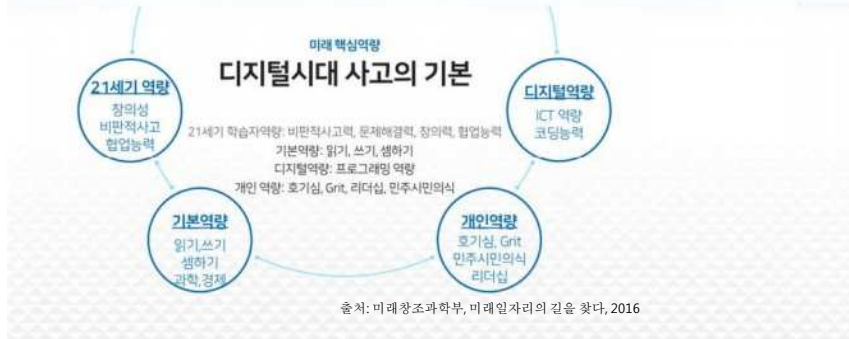 미래 핵심역량
디지털시대 사고의 기본
21세기 역량
창의성
비판적사고
협업능력
디지털역량
ICT 역량
코딩능력
21세기 학습자역량: 비판적사고력, 문제해결력, 창의력, 협업능력
기본역량: 읽기, 쓰기, 셈하기
디지털역량: 프로그래밍 역량
개인 역량: 호기심, Grit, 리더십, 민주시민의식
기본역량
읽기,쓰기
셈하기
과학,경제
개인역량
호기심, Grit
민주시민의식
리더십
출처: 미래창조과학부, 미래일자리의 길을 찾다, 2016